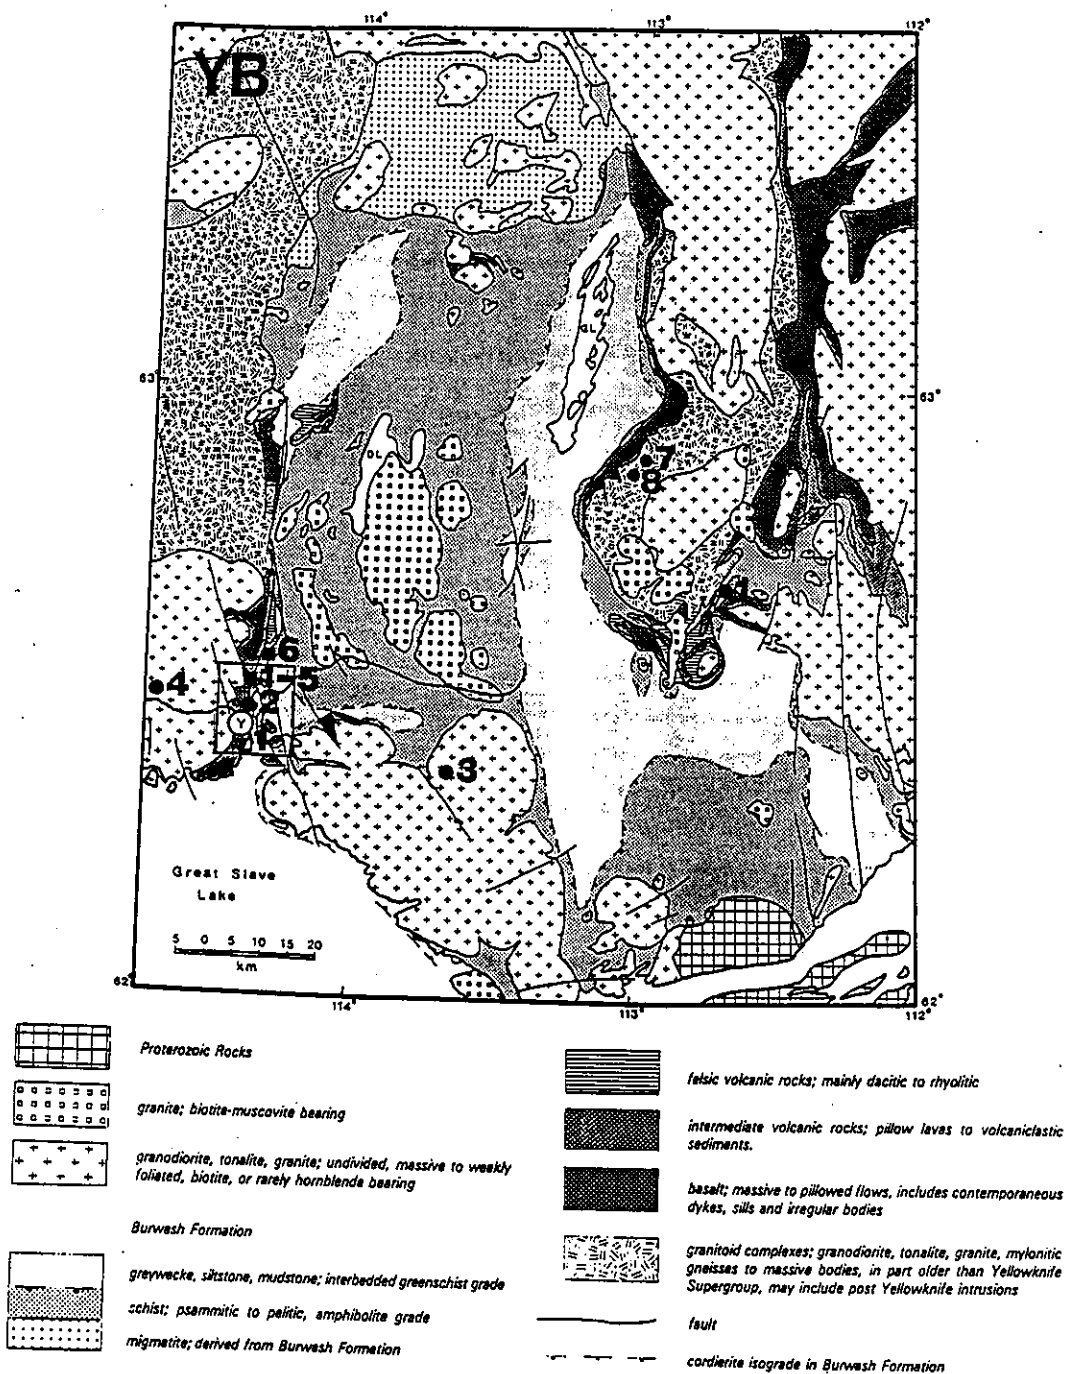 114°
113°
112°
YB
GL
63°
63°
DL
7
8
1
6
4
1-5
2
Y
1
3
Great Slave
Lake
5 0 5 10 15 20
km
62°
62°
114°
113°
112°
Proterozoic Rocks
granite; biotite-muscovite bearing
granodiorite, tonalite, granite; undivided, massive to weakly
foliated, biotite, or rarely hornblende bearing
Burwash Formation
greywacke, siltstone, mudstone; interbedded greenschist grade
schist; psammitic to pelitic, amphibolite grade
migmatite; derived from Burwash Formation
felsic volcanic rocks; mainly dacitic to rhyolitic
intermediate volcanic rocks; pillow lavas to volcaniclastic
sediments.
basalt; massive to pillowed flows, includes contemporaneous
dykes, sills and irregular bodies
granitoid complexes; granodiorite, tonalite, granite, mylonitic
gneisses to massive bodies, in part older than Yellowknife
Supergroup, may include post Yellowknife intrusions
fault
cordierite isograde in Burwash Formation